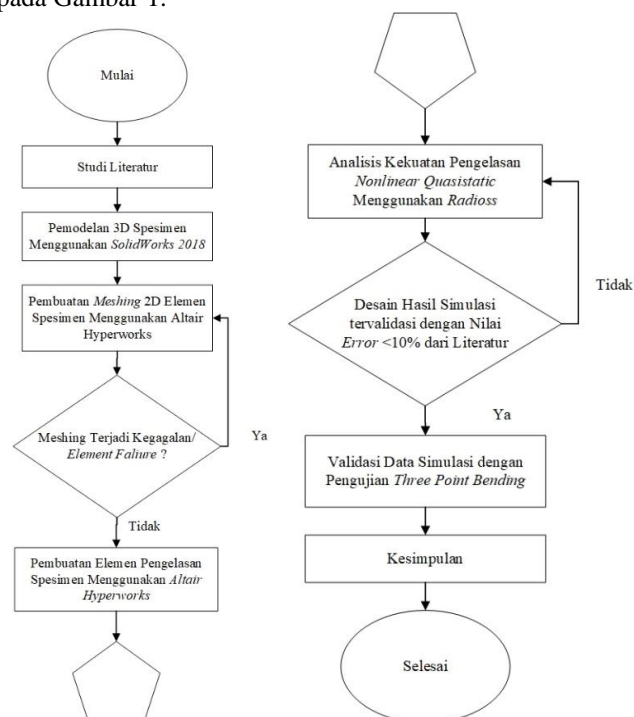 pada Gambar 1.
Mulai
Studi Literatur
Pemodelan 3D Spesimen
Menggunakan SolidWorks 2018
Pembuatan Meshing 2D Elemen
Spesimen Menggunakan Altair
Hyperworks
Meshing Terjadi Kegagalan/
Element Faliure ?
Ya
Tidak
Pembuatan Elemen Pengelasan
Spesimen Menggunakan Altair
Hyperworks
Analisis Kekuatan Pengelasan
Nonlinear Quasistatic
Menggunakan Radioss
Tidak
Desain Hasil Simulasi
tervalidasi dengan Nilai
Error <10% dari Literatur
Ya
Validasi Data Simulasi dengan
Pengujian Three Point Bending
Kesimpulan
Selesai